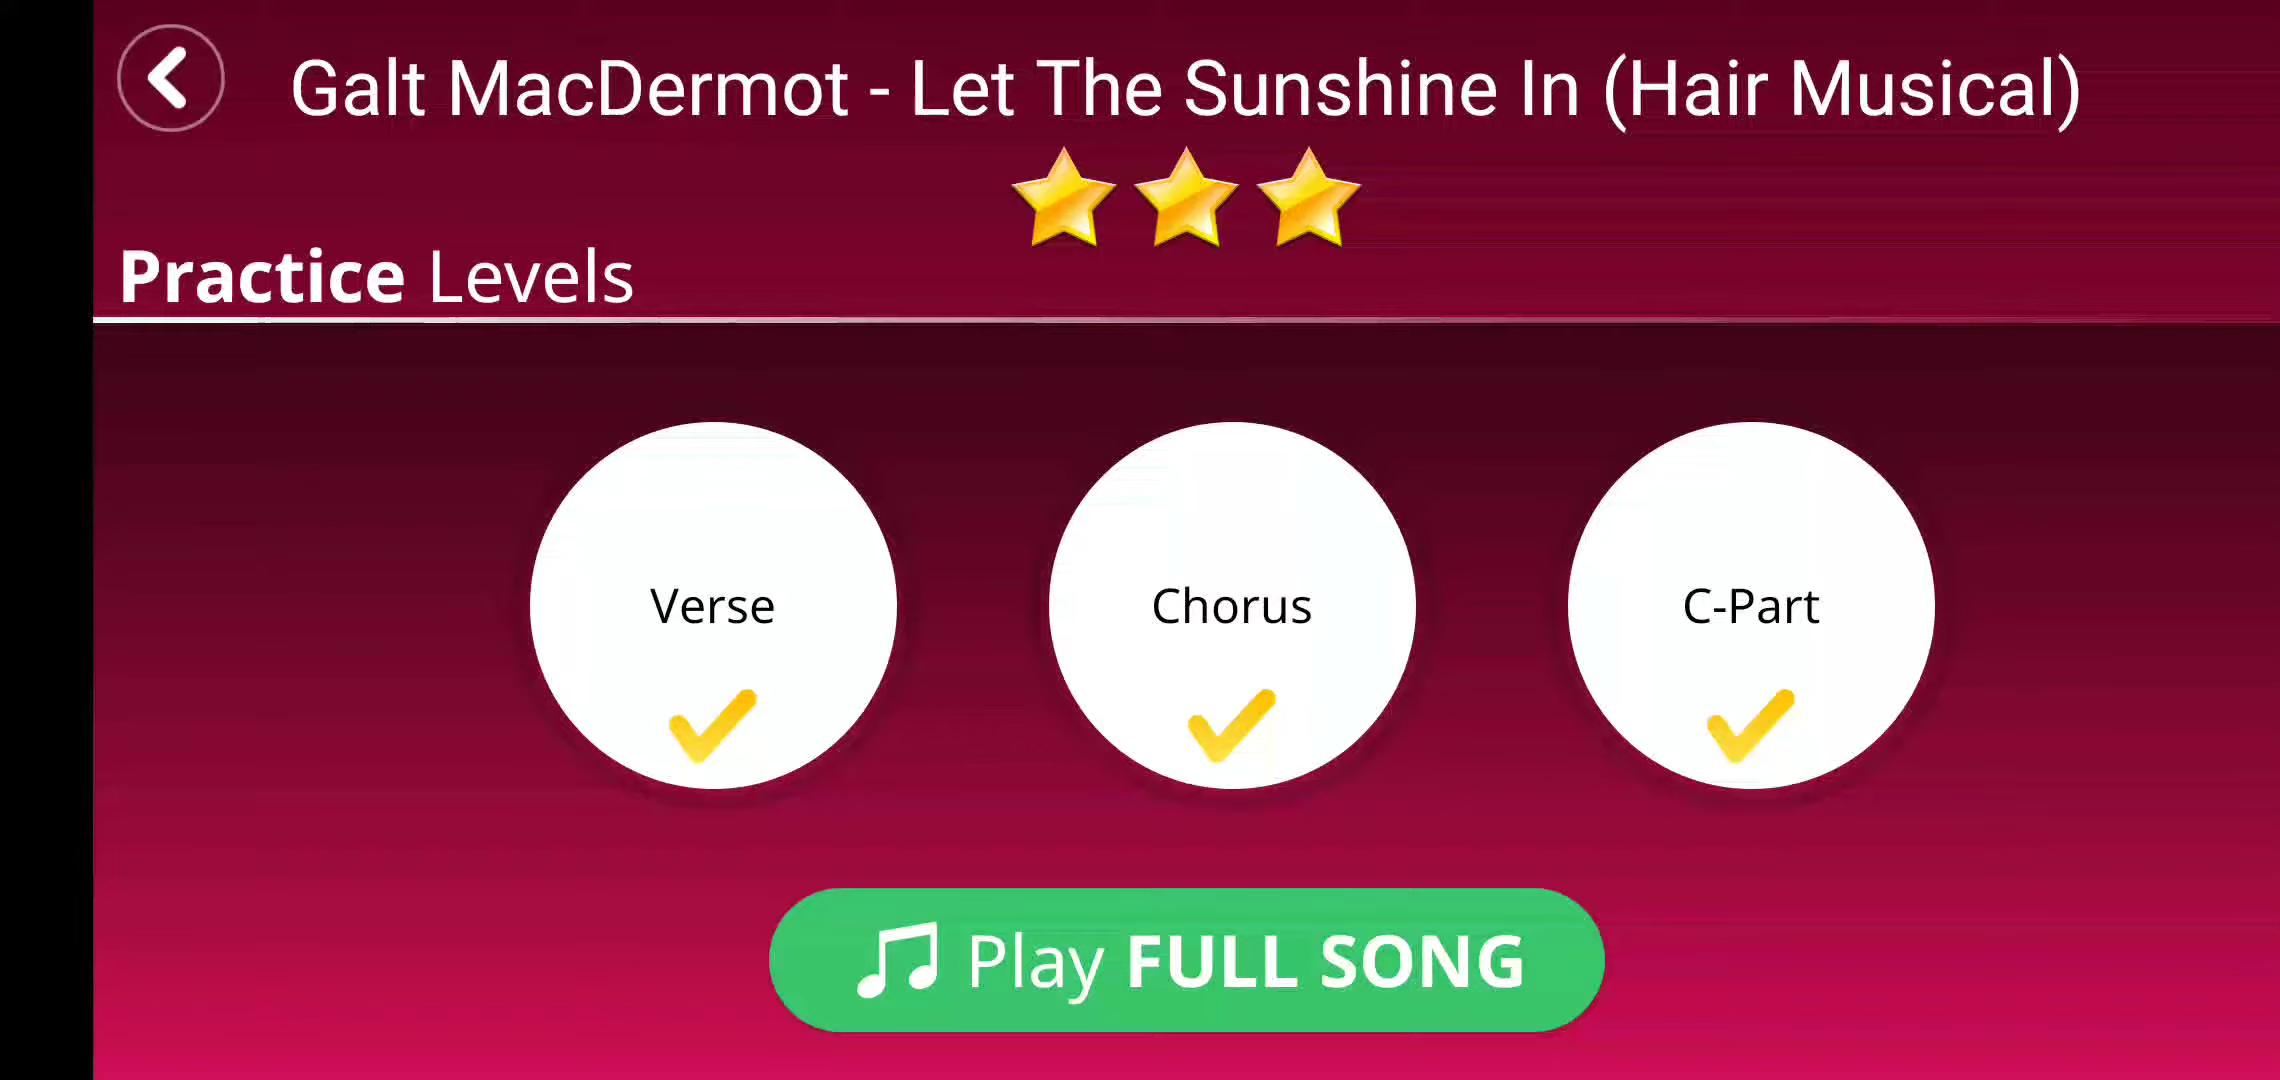 Galt MacDermot - Let The Sunshine In (Hair Musical)
Practice Levels
Verse
Chorus
C-Part
Play FULL SONG